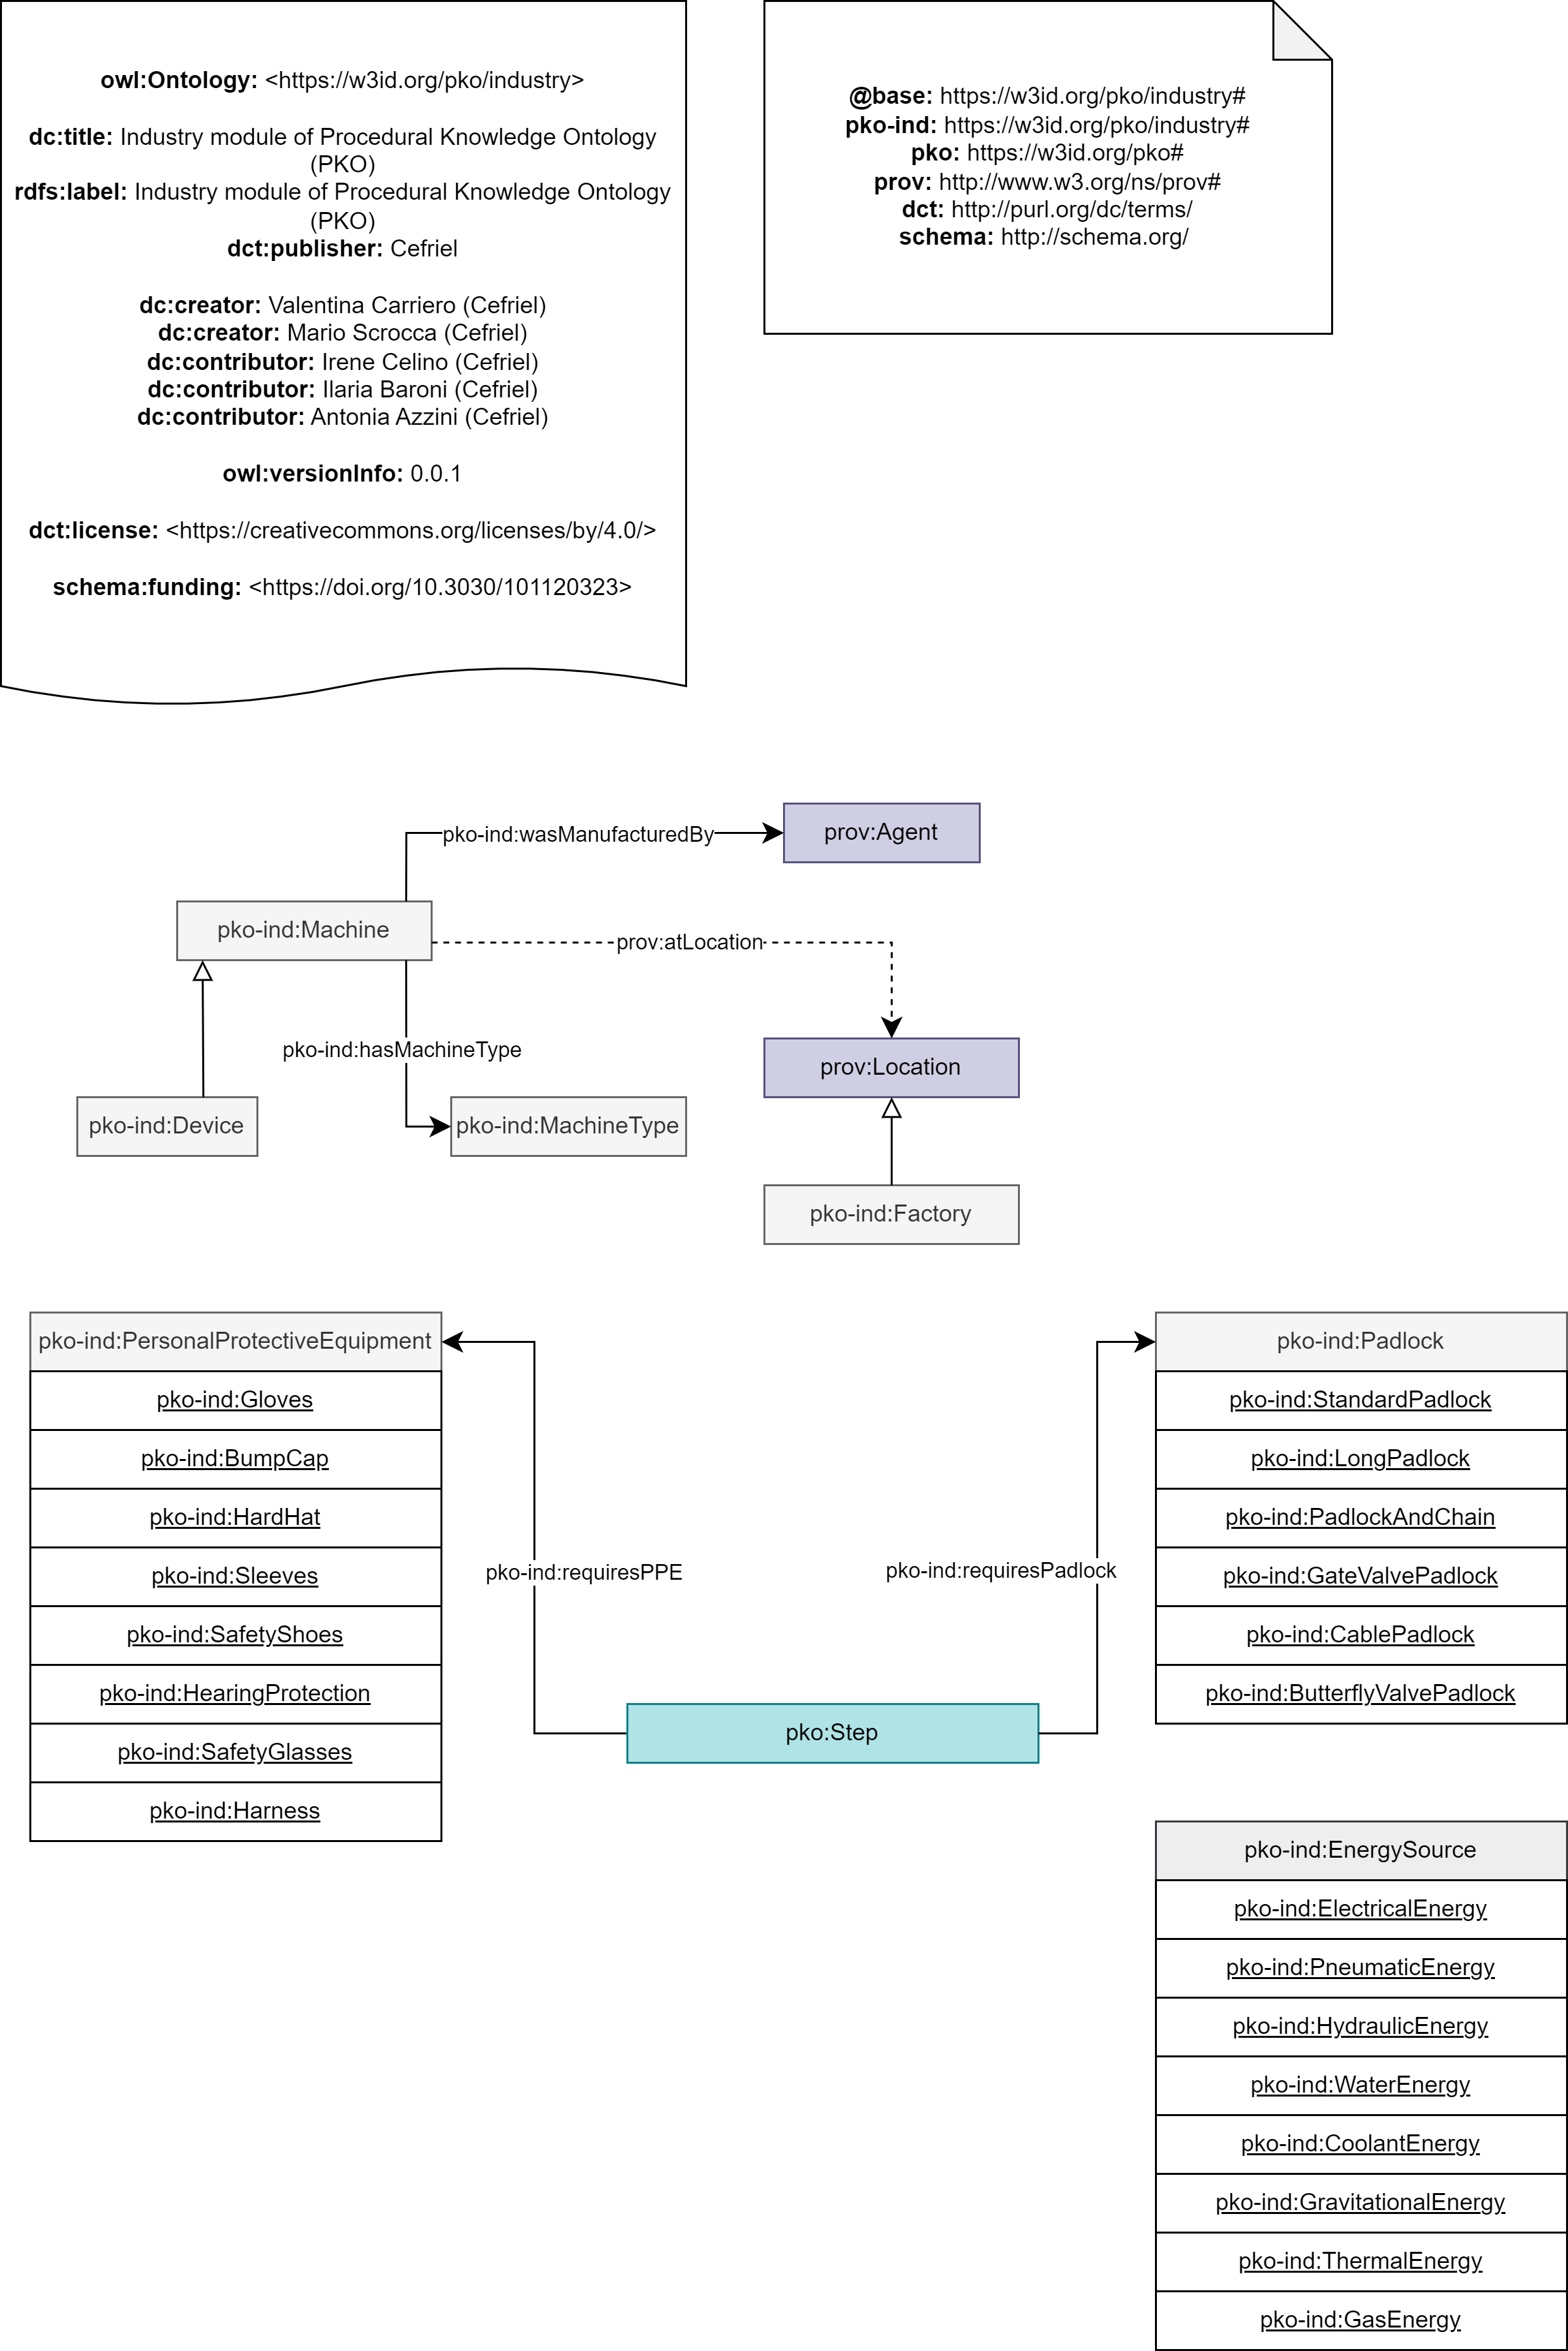 owl:Ontology: <https://w3id.org/pko/industry>
dc:title: Industry module of Procedural Knowledge Ontology
(PKO)
rdfs:label: Industry module of Procedural Knowledge Ontology
(PKO)
dct:publisher: Cefriel
dc:creator: Valentina Carriero (Cefriel)
dc:creator: Mario Scrocca (Cefriel)
dc:contributor: Irene Celino (Cefriel)
dc:contributor: Ilaria Baroni (Cefriel)
dc:contributor: Antonia Azzini (Cefriel)
owl:versionInfo: 0.0.1
dct:license: <https://creativecommons.org/licenses/by/4.0/>
schema:funding: <https://doi.org/10.3030/101120323>
@base: https://w3id.org/pko/industry#
pko-ind: https://w3id.org/pko/industry#
pko: https://w3id.org/pko#
prov: http://www.w3.org/ns/prov#
dct: http://purl.org/dc/terms/
schema: http://schema.org/
pko-ind:wasManufacturedBy
prov:Agent
pko-ind:Machine
prov:atLocation
pko-ind:hasMachineType
prov:Location
pko-ind:Device
pko-ind:MachineType
pko-ind:Factory
pko-ind:PersonalProtectiveEquipment
pko-ind:Gloves
pko-ind:BumpCap
pko-ind:HardHat
pko-ind:Sleeves
pko-ind:SafetyShoes
pko-ind:HearingProtection
pko-ind:SafetyGlasses
pko-ind:Harness
pko-ind:requiresPPE
pko:Step
pko-ind:requiresPadlock
pko-ind:Padlock
pko-ind:StandardPadlock
pko-ind:LongPadlock
pko-ind:PadlockAndChain
pko-ind:GateValvePadlock
pko-ind:CablePadlock
pko-ind:ButterflyValvePadlock
pko-ind:EnergySource
pko-ind:ElectricalEnergy
pko-ind:PneumaticEnergy
pko-ind:HydraulicEnergy
pko-ind:WaterEnergy
pko-ind:CoolantEnergy
pko-ind:GravitationalEnergy
pko-ind:ThermalEnergy
pko-ind:GasEnergy